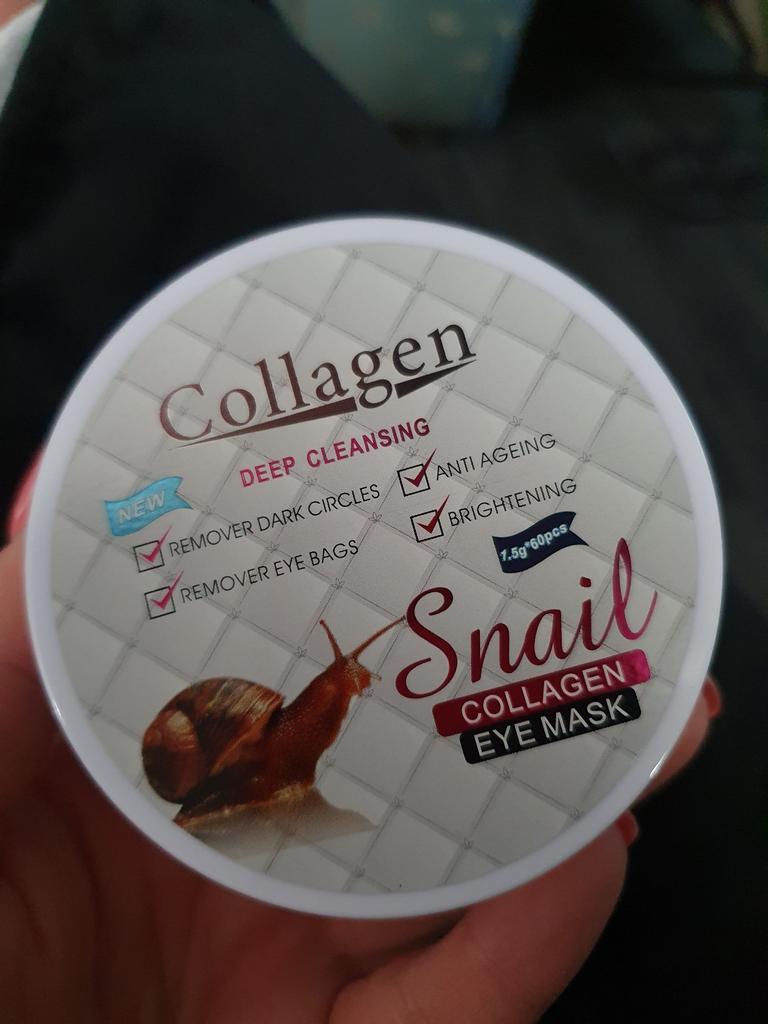 Collagen
DEEP CLEANSING
NEW
REMOVER DARK CIRCLES
REMOVER EYE BAGS
ANTI AGEING
BRIGHTENING
1.5g*60pcs
Snail
COLLAGEN
EYE MASK